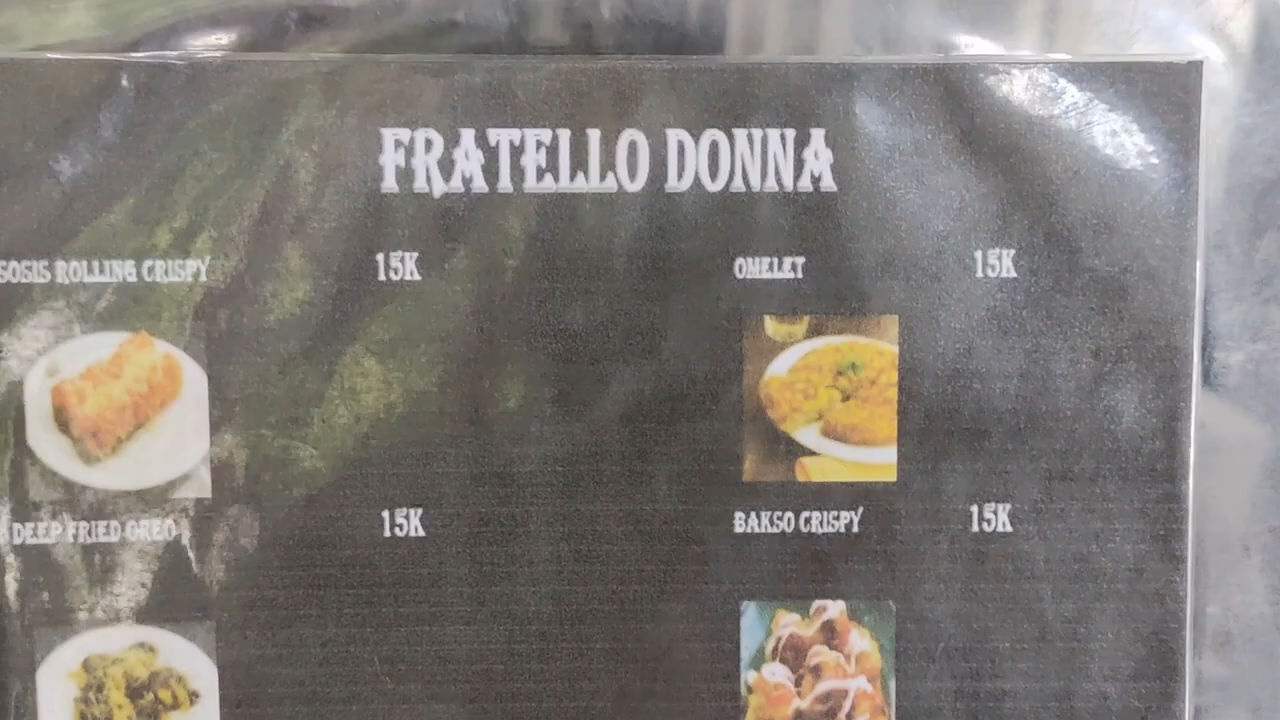 FRATELLO DONNA
SOSIS ROLLING CRISPY 15K OMELET 15K
DEEP FRIED OREO 15K BAKSO CRISPY 15K